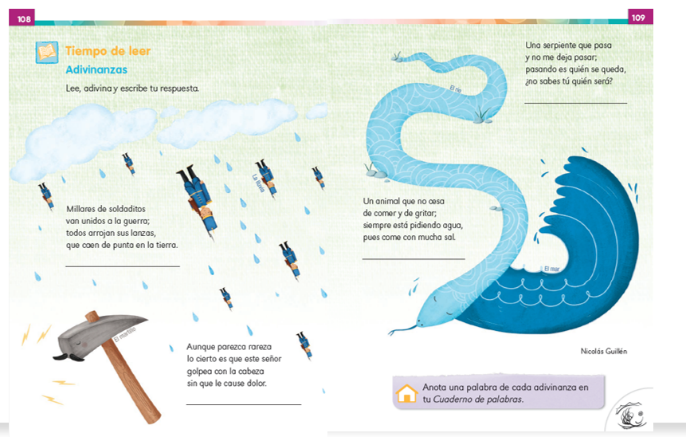 108
Tiempo de leer
Adivinanzas
Lee, adivina y escribe tu respuesta.
La lluvia
Millares de soldaditos
van unidos a la guerra;
todos arrojan sus lanzas,
que caen de punta en la tierra.
El martillo
Aunque parezca rareza
lo cierto es que este señor
golpea con la cabeza
sin que le cause dolor.
109
Una serpiente que pasa
y no me deja pasar;
pasando es quién se queda,
¿no sabes tú quién será?
El río
Un animal que no cesa
de comer y de gritar;
siempre está pidiendo agua,
pues come con mucha sal.
El mar
Nicolás Guillén
Anota una palabra de cada adivinanza en
tu Cuaderno de palabras.